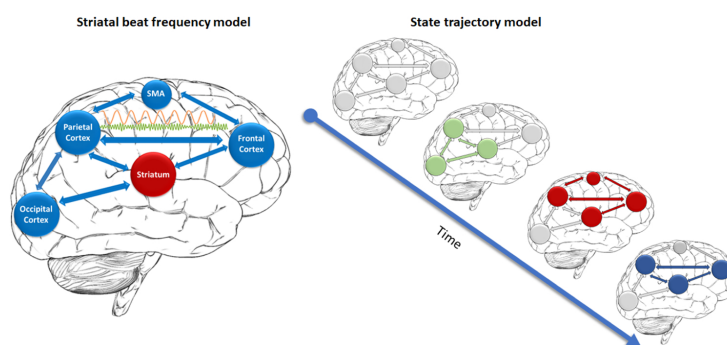 Striatal beat frequency model
State trajectory model
SMA
Parietal
Cortex
Frontal
Cortex
Striatum
Occipital
Cortex
Time